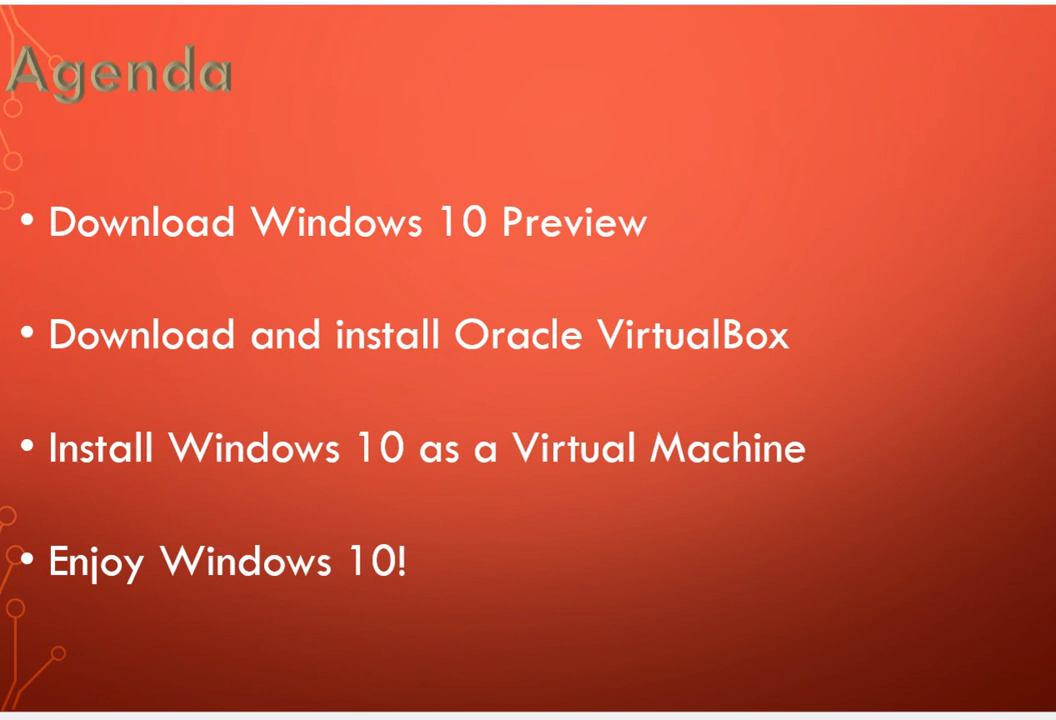 Agenda
• Download Windows 10 Preview
• Download and install Oracle VirtualBox
• Install Windows 10 as a Virtual Machine
• Enjoy Windows 10!